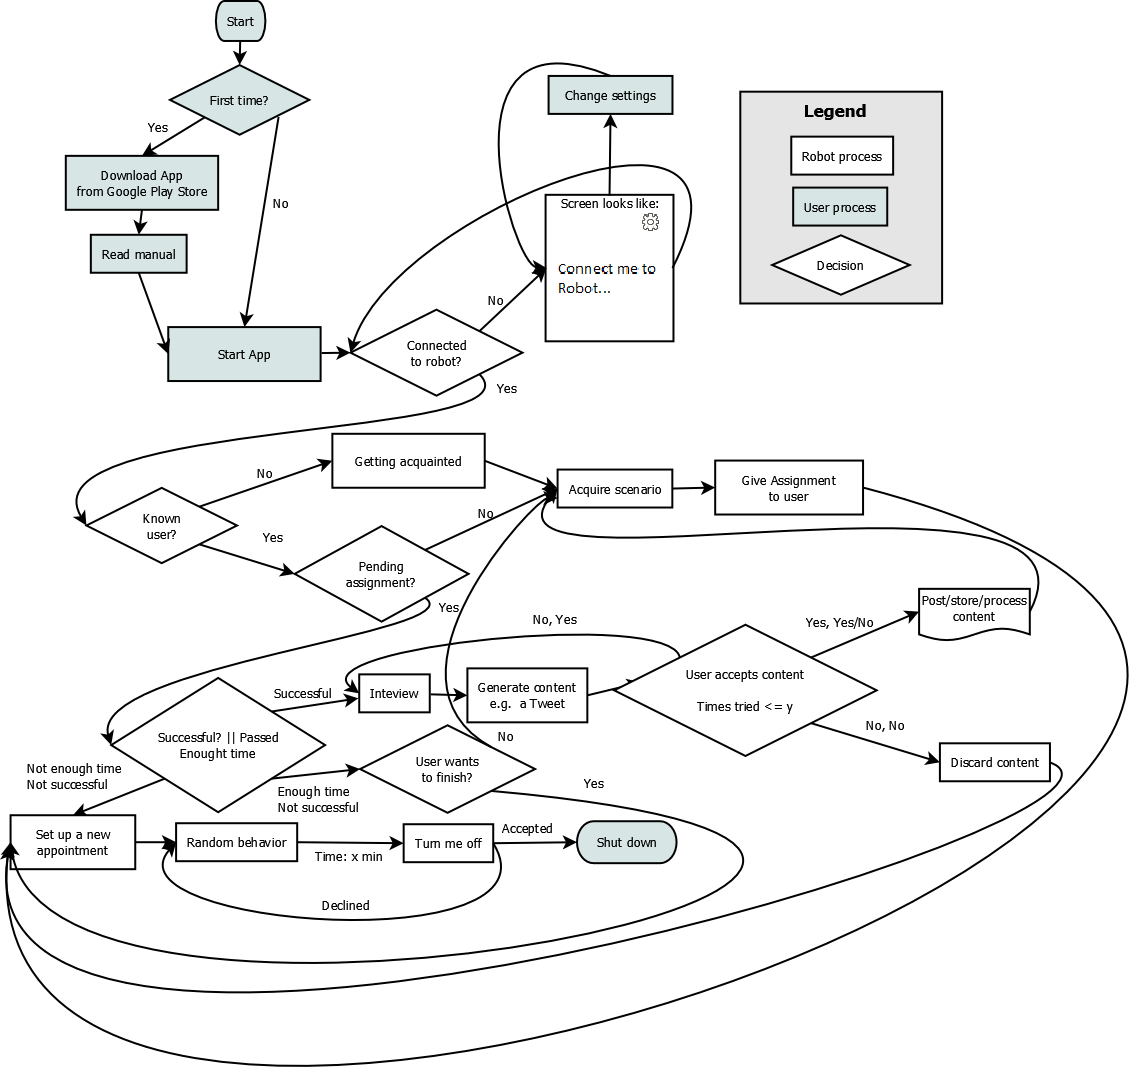 Start
First time?
Yes
Download App
from Google Play Store
No
Read manual
Start App
Change settings
Screen looks like:
Connect me to
Robot...
No
Connected
to robot?
Yes
Legend
Robot process
User process
Decision
Getting acquainted
No
Known
user?
Yes
Pending
assignment?
No
Yes
Acquire scenario
Give Assignment
to user
Post/store/process
content
Yes, Yes/No
No, Yes
User accepts content
Times tried <= y
No, No
Discard content
Successful
Inteview
Generate content
e.g.  a Tweet
Successful? || Passed
Enought time
No
User wants
to finish?
Yes
Not enough time
Not successful
Enough time
Not successful
Set up a new
appointment
Random behavior
Time: x min
Turn me off
Accepted
Shut down
Declined